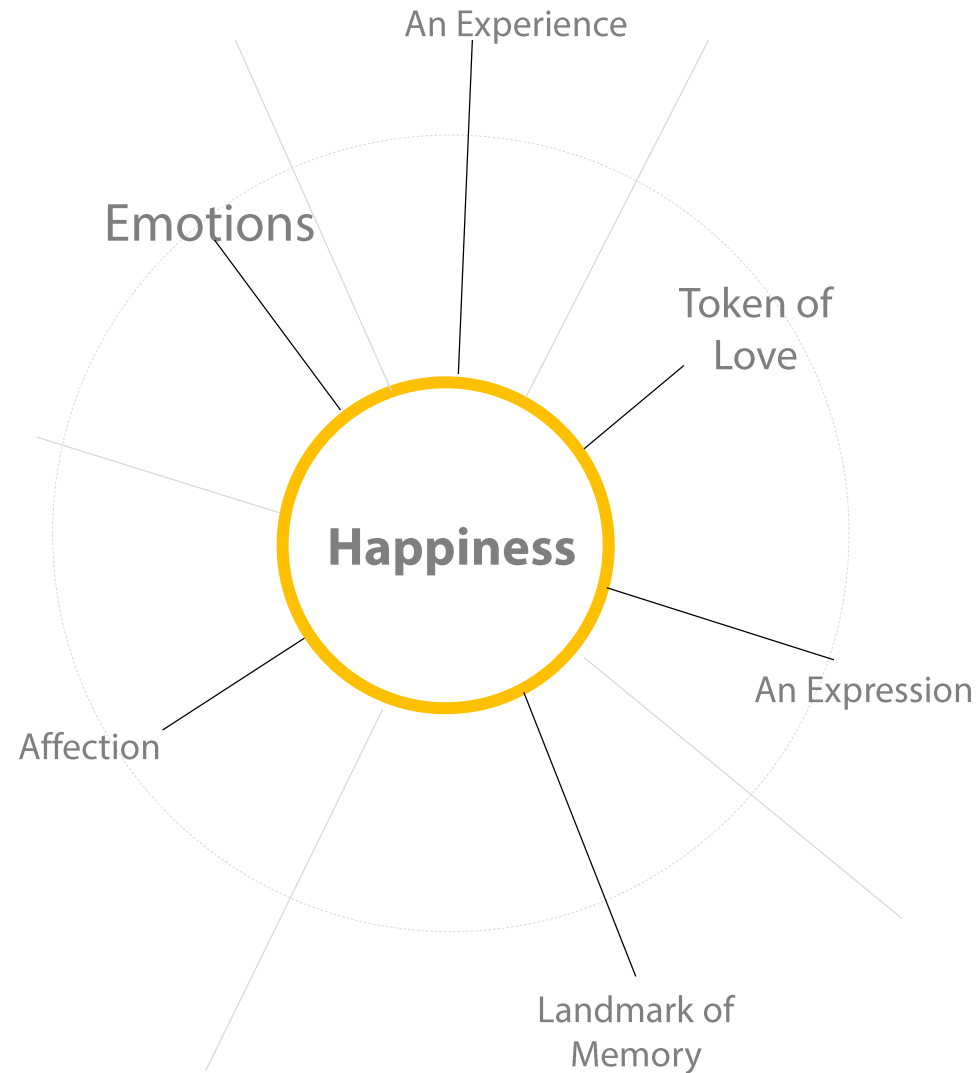 An Experience
Emotions
Token of
Love
Happiness
An Expression
Affection
Landmark of
Memory